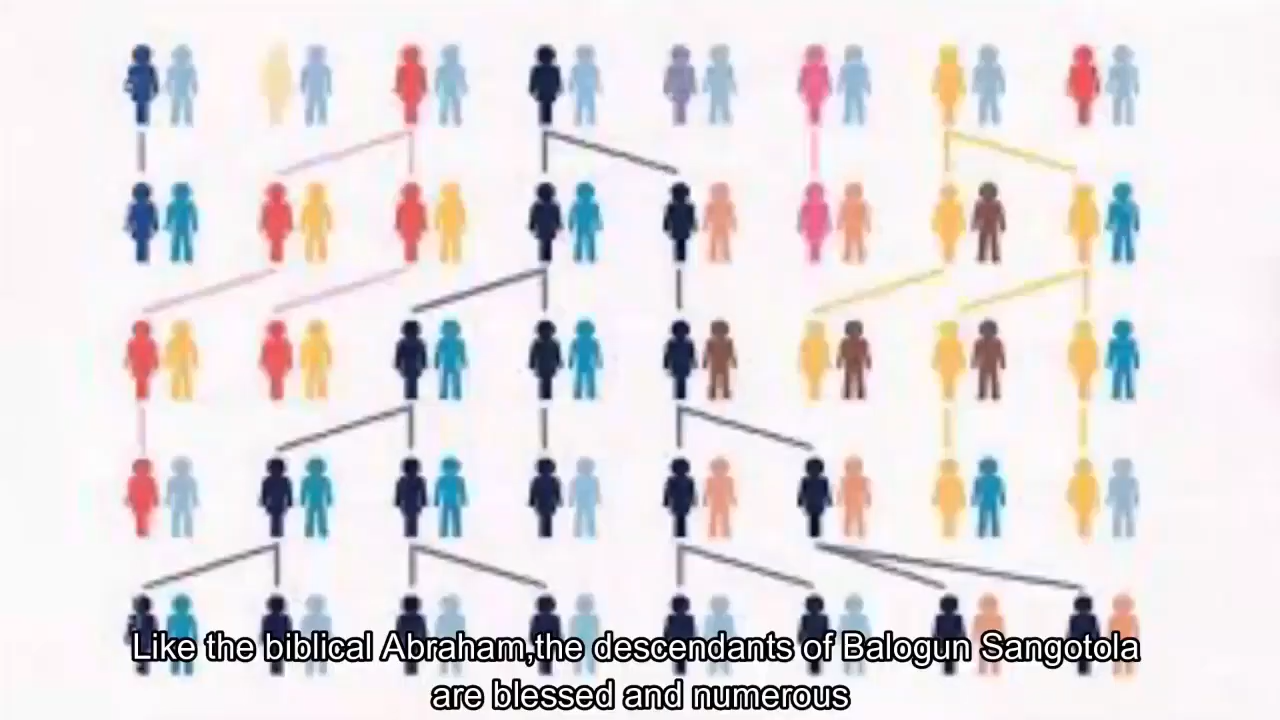 Like the biblical Abraham,the descendants of Balogun Sangotola
are blessed and numerous